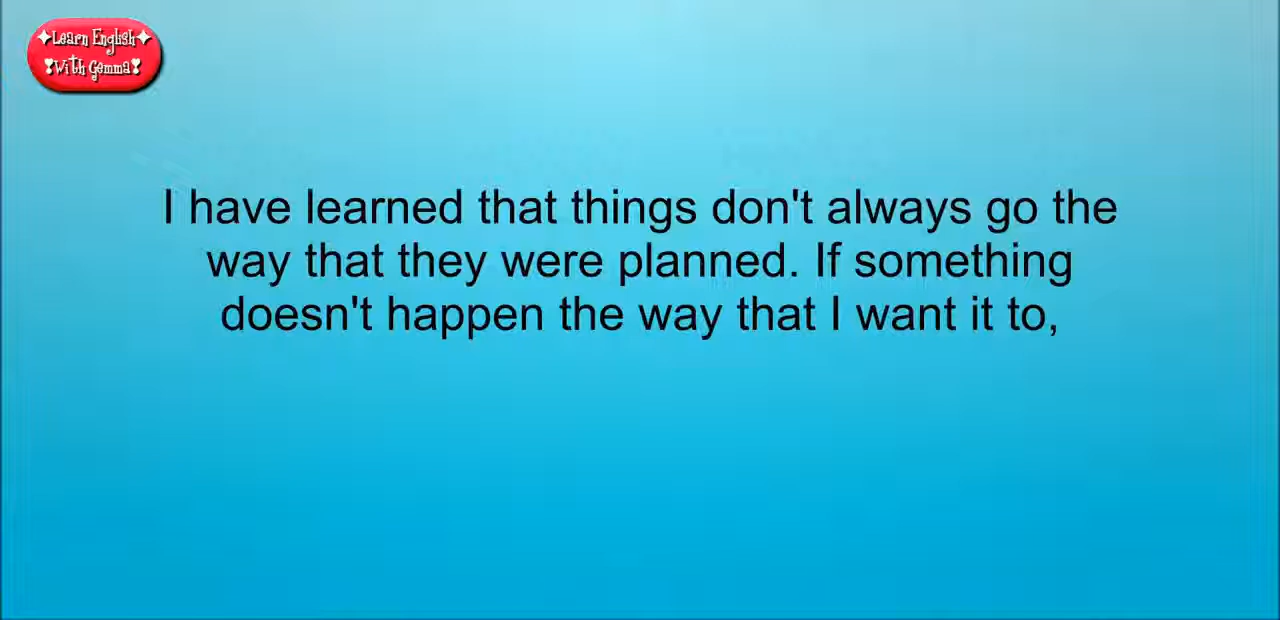 ✦Learn English✦
❣With Gemma❣
I have learned that things don't always go the
way that they were planned. If something
doesn't happen the way that I want it to,